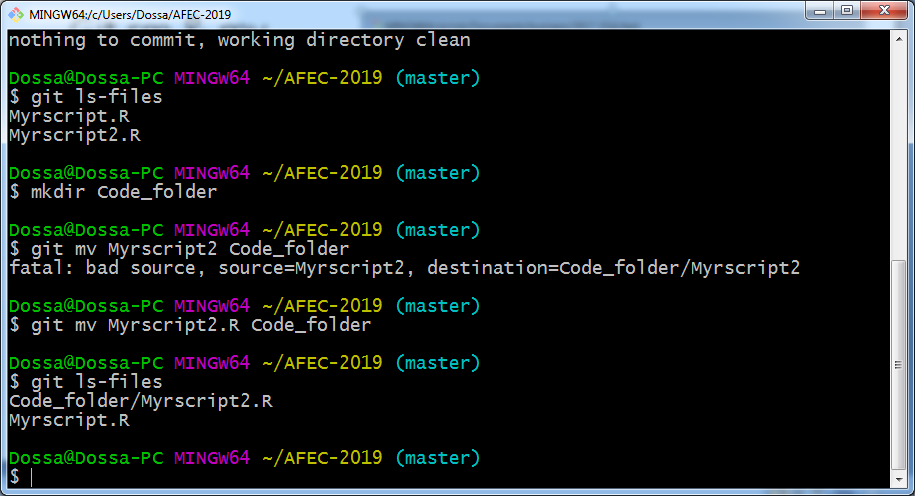 MINGW64:/c/Users/Dossa/AFEC-2019
nothing to commit, working directory clean
Dossa@Dossa-PC MINGW64 ~/AFEC-2019 (master)
$ git ls-files
Myrscript.R
Myrscript2.R
Dossa@Dossa-PC MINGW64 ~/AFEC-2019 (master)
$ mkdir Code_folder
Dossa@Dossa-PC MINGW64 ~/AFEC-2019 (master)
$ git mv Myrscript2 Code_folder
fatal: bad source, source=Myrscript2, destination=Code_folder/Myrscript2
Dossa@Dossa-PC MINGW64 ~/AFEC-2019 (master)
$ git mv Myrscript2.R Code_folder
Dossa@Dossa-PC MINGW64 ~/AFEC-2019 (master)
$ git ls-files
Code_folder/Myrscript2.R
Myrscript.R
Dossa@Dossa-PC MINGW64 ~/AFEC-2019 (master)
$